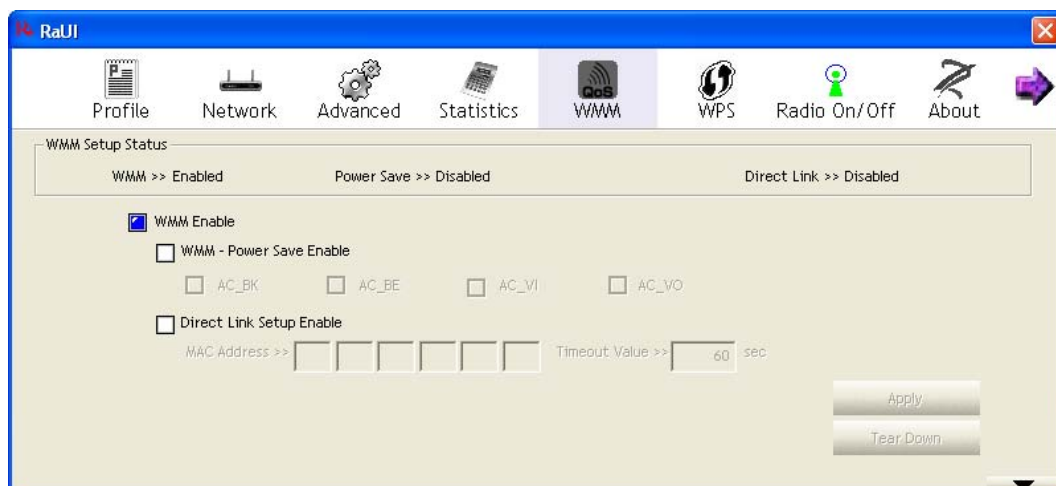 RaUI
Profile Network Advanced Statistics QoS WMM WPS Radio On/Off About
WMM Setup Status
WMM >> Enabled Power Save >> Disabled Direct Link >> Disabled
WMM Enable
WMM - Power Save Enable
AC_BK AC_BE AC_VI AC_VO
Direct Link Setup Enable
MAC Address >> Timeout Value >> 60 sec
Apply
Tear Down